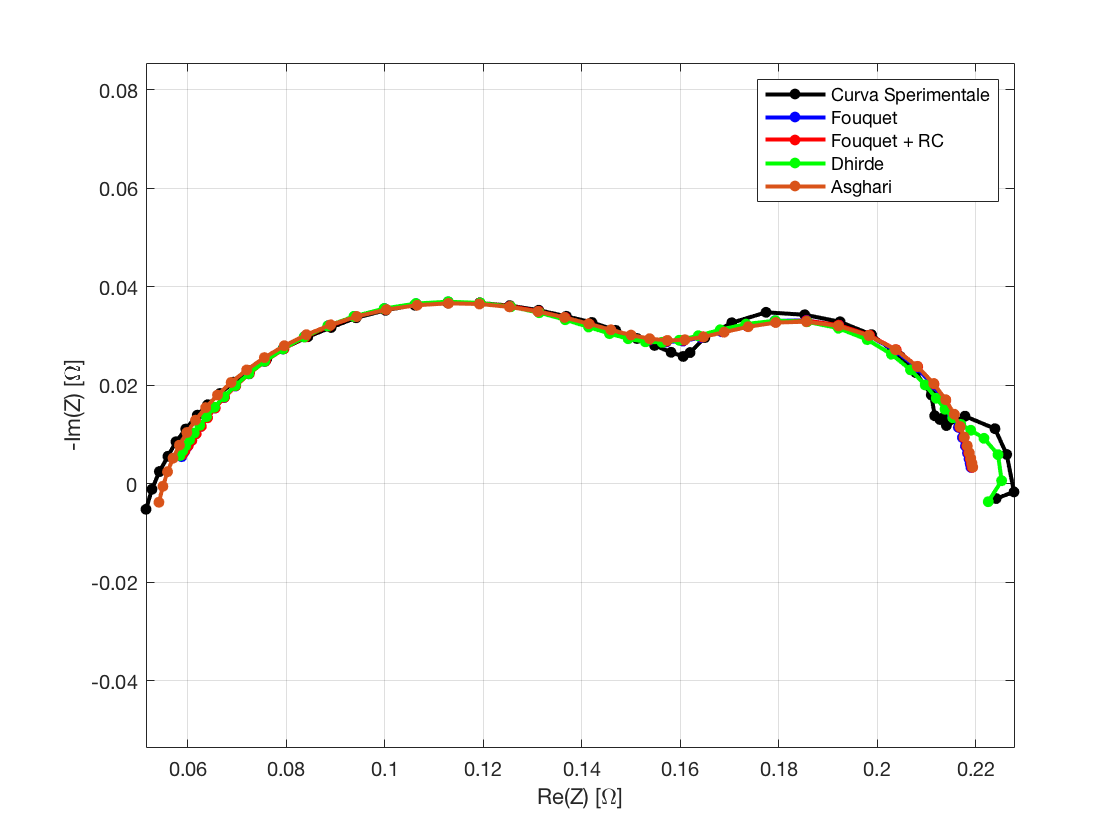 Curva Sperimentale
Fouquet
Fouquet + RC
Dhirde
Asghari
0.08
0.06
0.04
0.02
0
-0.02
-0.04
-Im(Z) [Ω]
0.06 0.08 0.1 0.12 0.14 0.16 0.18 0.2 0.22
Re(Z) [Ω]